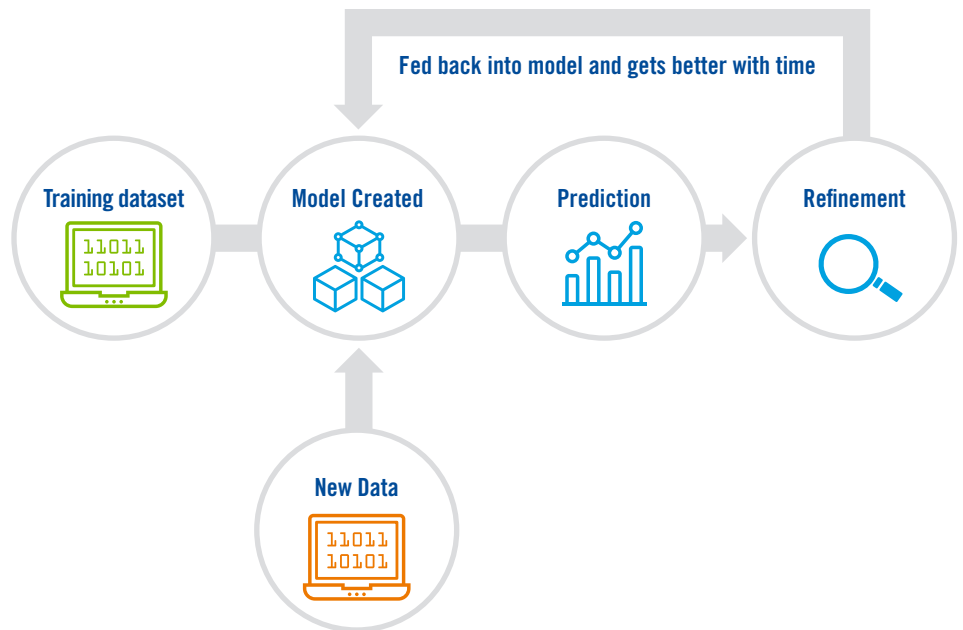 Fed back into model and gets better with time
Training dataset
11011
10101
Model Created
Prediction
Refinement
New Data
11011
10101